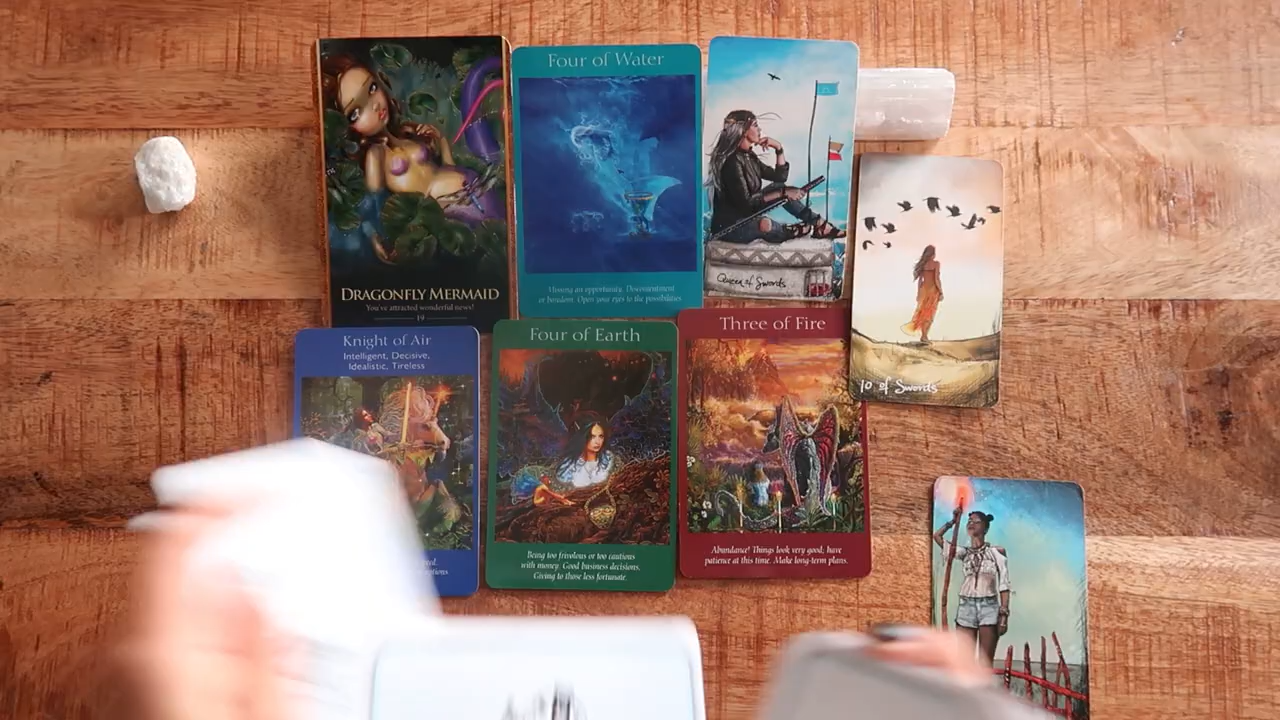 DRAGONFLY MERMAID
You've attracted wonderful news!
19
Four of Water
Missing an opportunity. Disenchantment
or boredom. Open your eyes to the possibilities.
Queen of Swords
10 of Swords
Knight of Air
Intelligent, Decisive,
Idealistic, Tireless
Four of Earth
Being too frivolous or too cautious
with money. Good business decisions.
Giving to those less fortunate.
Three of Fire
Abundance! Things look very good; have
patience at this time. Make long-term plans.